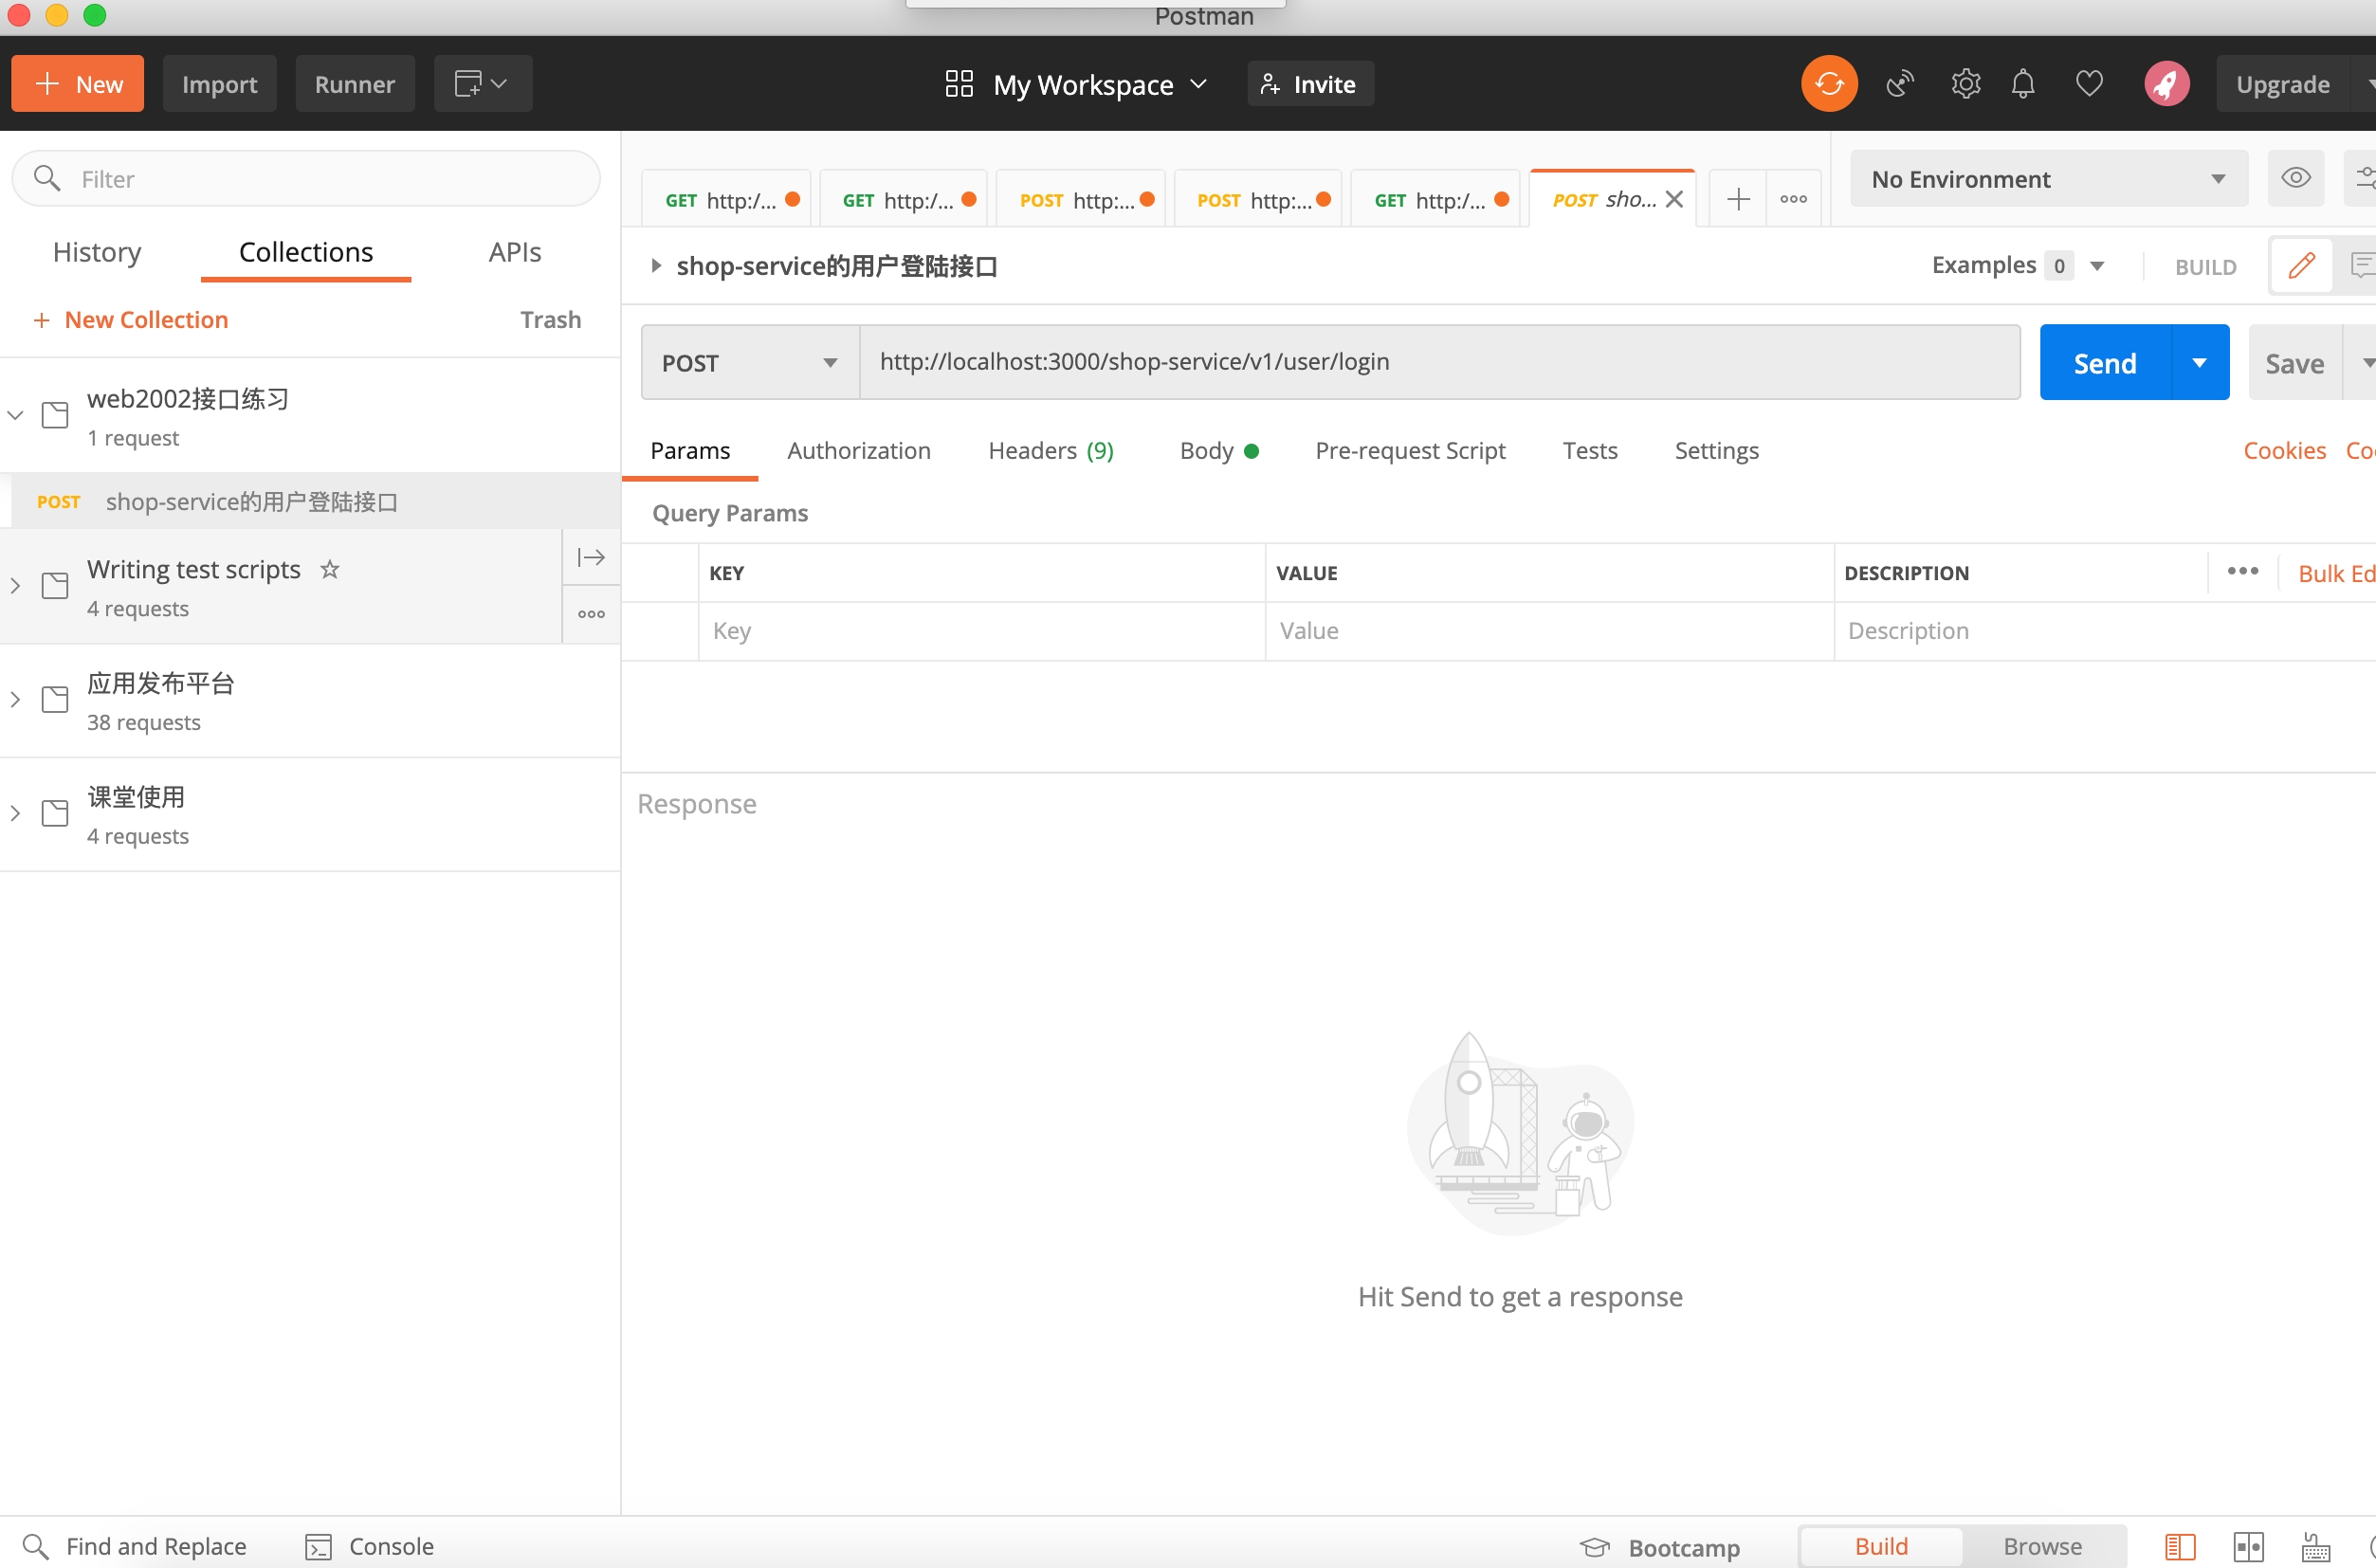 Postman
New Import Runner My Workspace Invite Upgrade
Filter
GET http:/... GET http:/... POST http:... POST http:... GET http:/... POST sho... No Environment
History Collections APIs
shop-service的用户登陆接口 Examples 0 BUILD
+ New Collection Trash
POST http://localhost:3000/shop-service/v1/user/login Send Save
web2002接口练习
1 request
Params Authorization Headers (9) Body Pre-request Script Tests Settings Cookies
POST shop-service的用户登陆接口
Query Params
Writing test scripts
4 requests
KEY VALUE DESCRIPTION Bulk Ed
Key Value Description
应用发布平台
38 requests
课堂使用
4 requests
Response
Hit Send to get a response
Find and Replace Console Bootcamp Build Browse